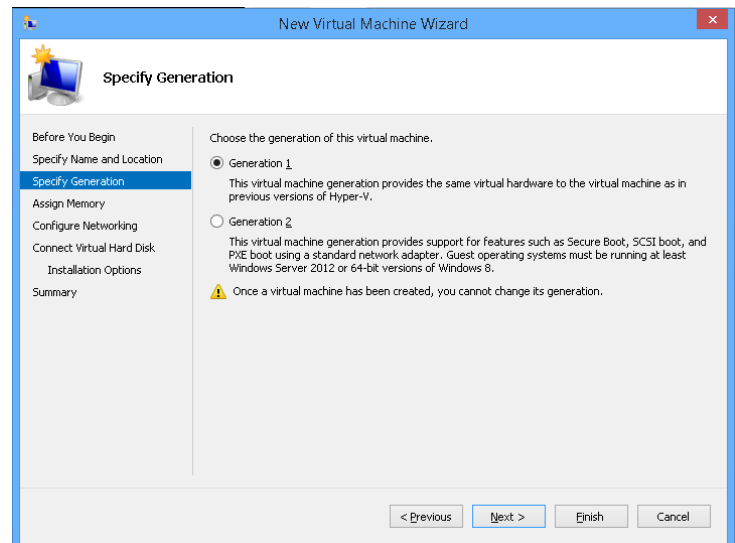 New Virtual Machine Wizard
Specify Generation
Before You Begin
Specify Name and Location
Specify Generation
Assign Memory
Configure Networking
Connect Virtual Hard Disk
Installation Options
Summary
Choose the generation of this virtual machine.
Generation 1
This virtual machine generation provides the same virtual hardware to the virtual machine as in
previous versions of Hyper-V.
Generation 2
This virtual machine generation provides support for features such as Secure Boot, SCSI boot, and
PXE boot using a standard network adapter. Guest operating systems must be running at least
Windows Server 2012 or 64-bit versions of Windows 8.
Once a virtual machine has been created, you cannot change its generation.
< Previous
Next >
Finish
Cancel